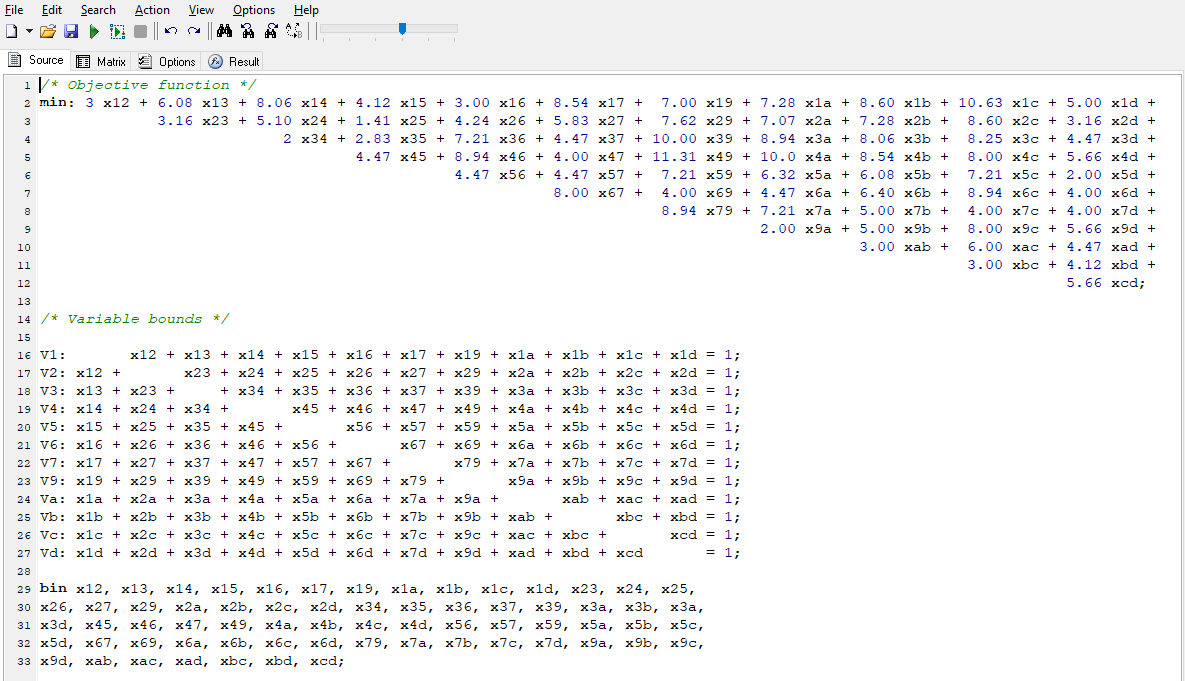 File Edit Search Action View Options Help
Source Matrix Options Result
1 /* Objective function */
2 min: 3 x12 + 6.08 x13 + 8.06 x14 + 4.12 x15 + 3.00 x16 + 8.54 x17 + 7.00 x19 + 7.28 x1a + 8.60 x1b + 10.63 x1c + 5.00 x1d +
3 3.16 x23 + 5.10 x24 + 1.41 x25 + 4.24 x26 + 5.83 x27 + 7.62 x29 + 7.07 x2a + 7.28 x2b + 8.60 x2c + 3.16 x2d +
4 2 x34 + 2.83 x35 + 7.21 x36 + 4.47 x37 + 10.00 x39 + 8.94 x3a + 8.06 x3b + 8.25 x3c + 4.47 x3d +
5 4.47 x45 + 8.94 x46 + 4.00 x47 + 11.31 x49 + 10.0 x4a + 8.54 x4b + 8.00 x4c + 5.66 x4d +
6 4.47 x56 + 4.47 x57 + 7.21 x59 + 6.32 x5a + 6.08 x5b + 7.21 x5c + 2.00 x5d +
7 8.00 x67 + 4.00 x69 + 4.47 x6a + 6.40 x6b + 8.94 x6c + 4.00 x6d +
8 8.94 x79 + 7.21 x7a + 5.00 x7b + 4.00 x7c + 4.00 x7d +
9 2.00 x9a + 5.00 x9b + 8.00 x9c + 5.66 x9d +
10 3.00 xab + 6.00 xac + 4.47 xad +
11 3.00 xbc + 4.12 xbd +
12 5.66 xcd;
13
14 /* Variable bounds */
15
16 V1: x12 + x13 + x14 + x15 + x16 + x17 + x19 + x1a + x1b + x1c + x1d = 1;
17 V2: x12 + x23 + x24 + x25 + x26 + x27 + x29 + x2a + x2b + x2c + x2d = 1;
18 V3: x13 + x23 + + x34 + x35 + x36 + x37 + x39 + x3a + x3b + x3c + x3d = 1;
19 V4: x14 + x24 + x34 + x45 + x46 + x47 + x49 + x4a + x4b + x4c + x4d = 1;
20 V5: x15 + x25 + x35 + x45 + x56 + x57 + x59 + x5a + x5b + x5c + x5d = 1;
21 V6: x16 + x26 + x36 + x46 + x56 + x67 + x69 + x6a + x6b + x6c + x6d = 1;
22 V7: x17 + x27 + x37 + x47 + x57 + x67 + x79 + x7a + x7b + x7c + x7d = 1;
23 V9: x19 + x29 + x39 + x49 + x59 + x69 + x79 + x9a + x9b + x9c + x9d = 1;
24 Va: x1a + x2a + x3a + x4a + x5a + x6a + x7a + x9a + xab + xac + xad = 1;
25 Vb: x1b + x2b + x3b + x4b + x5b + x6b + x7b + x9b + xab + xbc + xbd = 1;
26 Vc: x1c + x2c + x3c + x4c + x5c + x6c + x7c + x9c + xac + xbc + xcd = 1;
27 Vd: x1d + x2d + x3d + x4d + x5d + x6d + x7d + x9d + xad + xbd + xcd = 1;
28
29 bin x12, x13, x14, x15, x16, x17, x19, x1a, x1b, x1c, x1d, x23, x24, x25,
30 x26, x27, x29, x2a, x2b, x2c, x2d, x34, x35, x36, x37, x39, x3a, x3b, x3a,
31 x3d, x45, x46, x47, x49, x4a, x4b, x4c, x4d, x56, x57, x59, x5a, x5b, x5c,
32 x5d, x67, x69, x6a, x6b, x6c, x6d, x79, x7a, x7b, x7c, x7d, x9a, x9b, x9c,
33 x9d, xab, xac, xad, xbc, xbd, xcd;